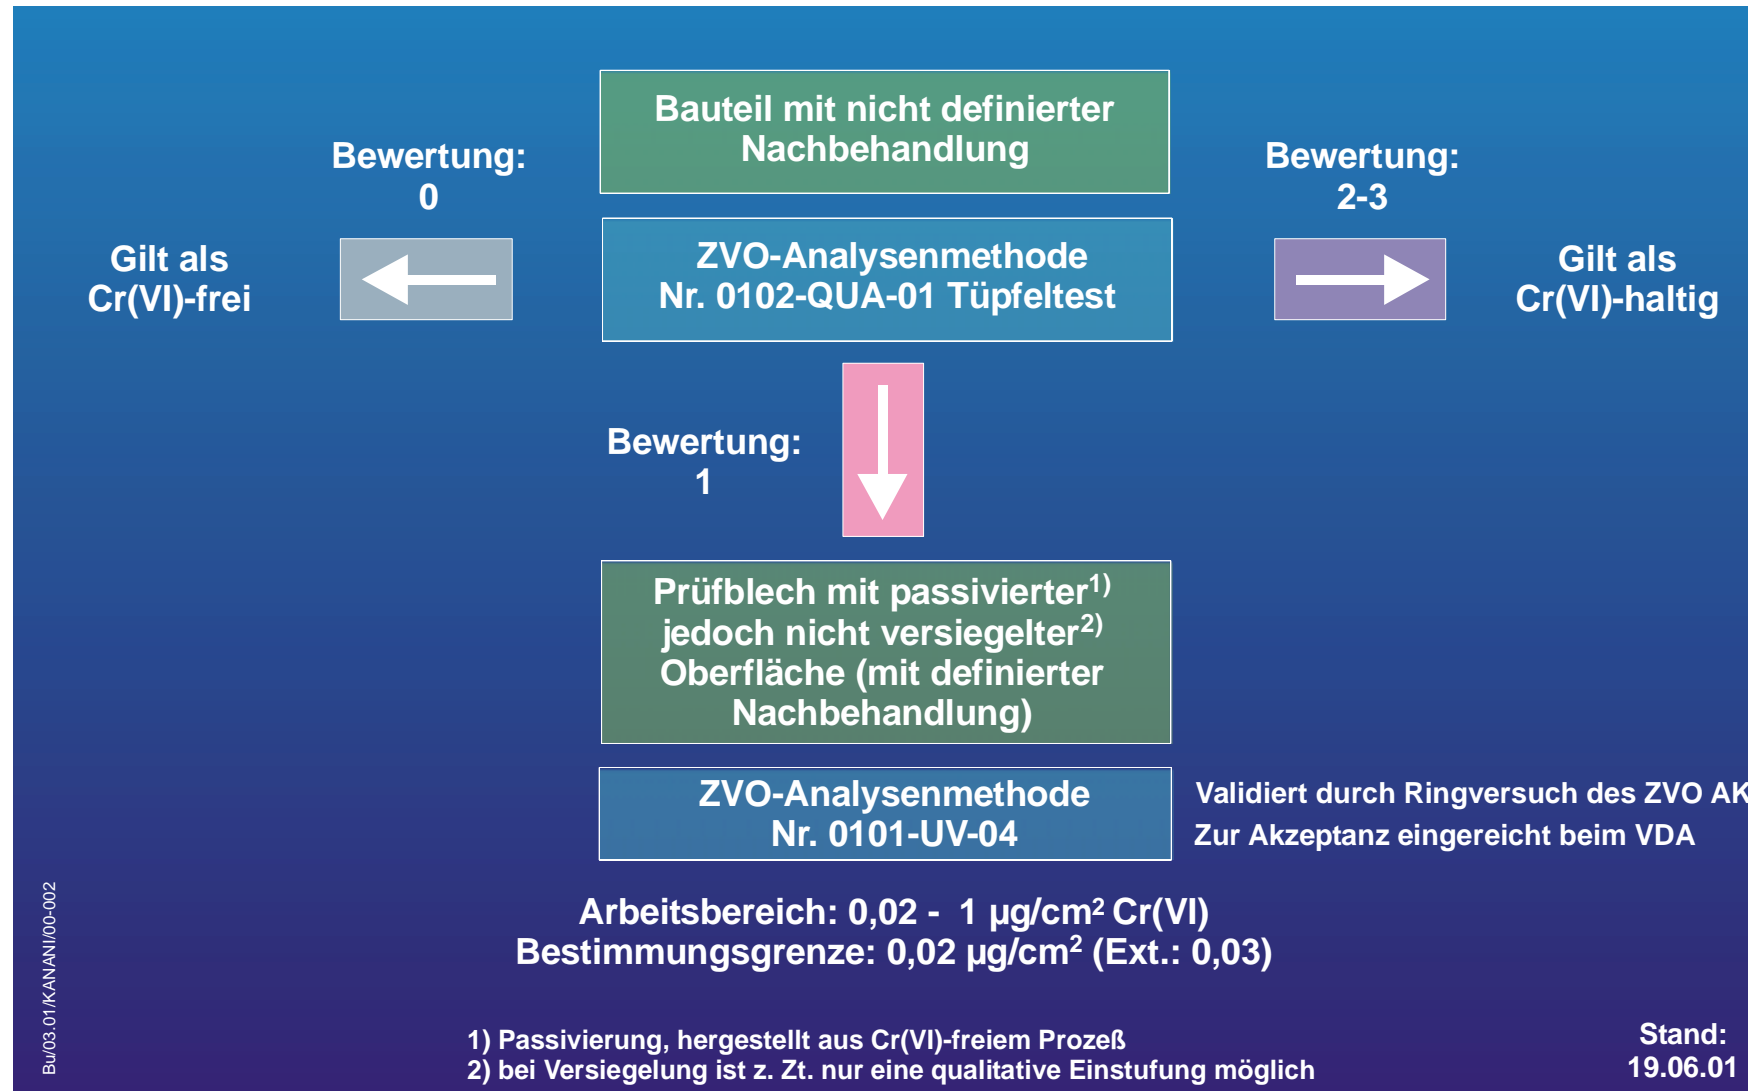 Bauteil mit nicht definierter
Nachbehandlung
Bewertung:
0
Bewertung:
2-3
Gilt als
Cr(VI)-frei
ZVO-Analysenmethode
Nr. 0102-QUA-01 Tüpfeltest
Gilt als
Cr(VI)-haltig
Bewertung:
1
Prüfblech mit passivierter1)
jedoch nicht versiegelter2)
Oberfläche (mit definierter
Nachbehandlung)
ZVO-Analysenmethode
Nr. 0101-UV-04
Validiert durch Ringversuch des ZVO AK
Zur Akzeptanz eingereicht beim VDA
Arbeitsbereich: 0,02 - 1 µg/cm² Cr(VI)
Bestimmungsgrenze: 0,02 µg/cm² (Ext.: 0,03)
1) Passivierung, hergestellt aus Cr(VI)-freiem Prozeß
2) bei Versiegelung ist z. Zt. nur eine qualitative Einstufung möglich
Stand:
19.06.01
Bu/03.01/KANANI/00-002